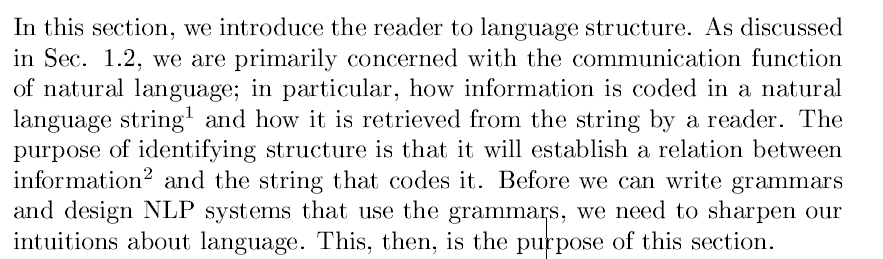 In this section, we introduce the reader to language structure. As discussed
in Sec. 1.2, we are primarily concerned with the communication function
of natural language; in particular, how information is coded in a natural
language string¹ and how it is retrieved from the string by a reader. The
purpose of identifying structure is that it will establish a relation between
information² and the string that codes it. Before we can write grammars
and design NLP systems that use the grammars, we need to sharpen our
intuitions about language. This, then, is the purpose of this section.